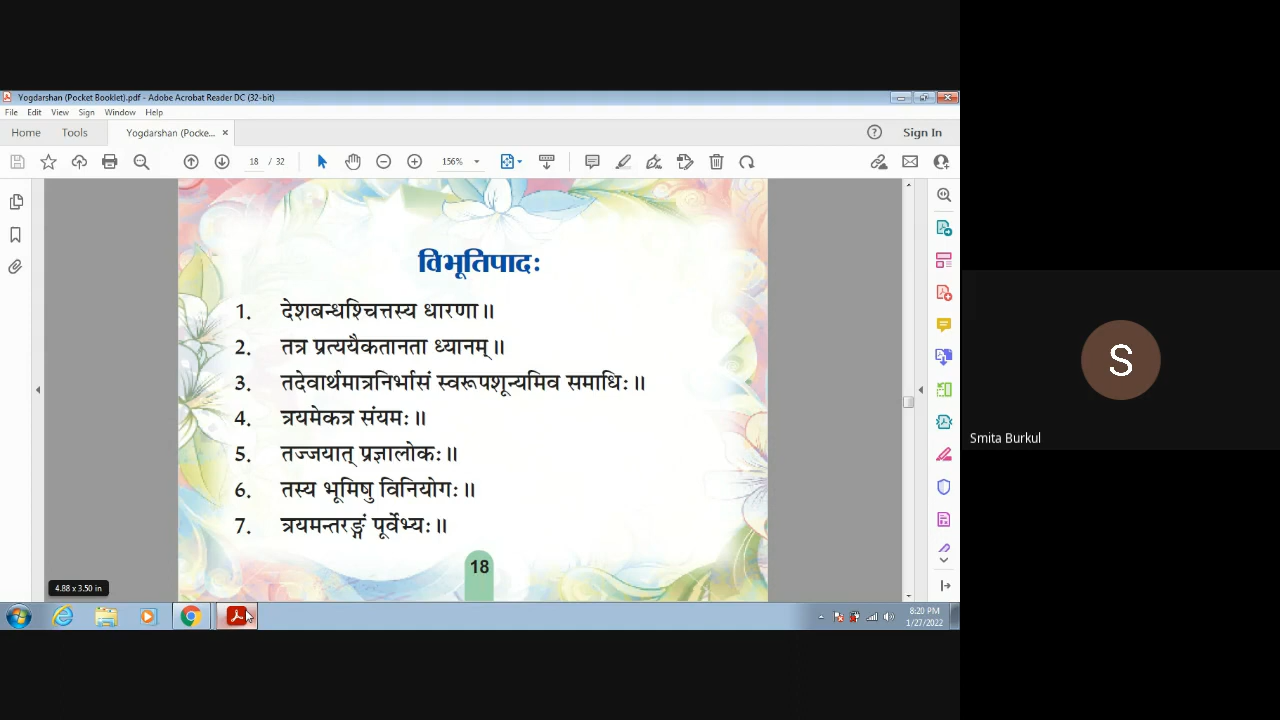 Yogdarshan (Pocket Booklet).pdf - Adobe Acrobat Reader DC (32-bit)
File Edit View Sign Window Help
Home Tools Yogdarshan (Pocke... × Sign In
18 / 32 156%
विभूतिपादः
1. देशबन्धश्चित्तस्य धारणा॥
2. तत्र प्रत्ययैकतानता ध्यानम्॥
3. तदेवार्थमात्रनिर्भासं स्वरूपशून्यमिव समाधिः॥
4. त्रयमेकत्र संयमः॥
5. तज्जयात् प्रज्ञालोकः॥
6. तस्य भूमिषु विनियोगः॥
7. त्रयमन्तरङ्गं पूर्वेभ्यः॥
18
4.88 x 3.50 in
8:20 PM
1/27/2022
S
Smita Burkul